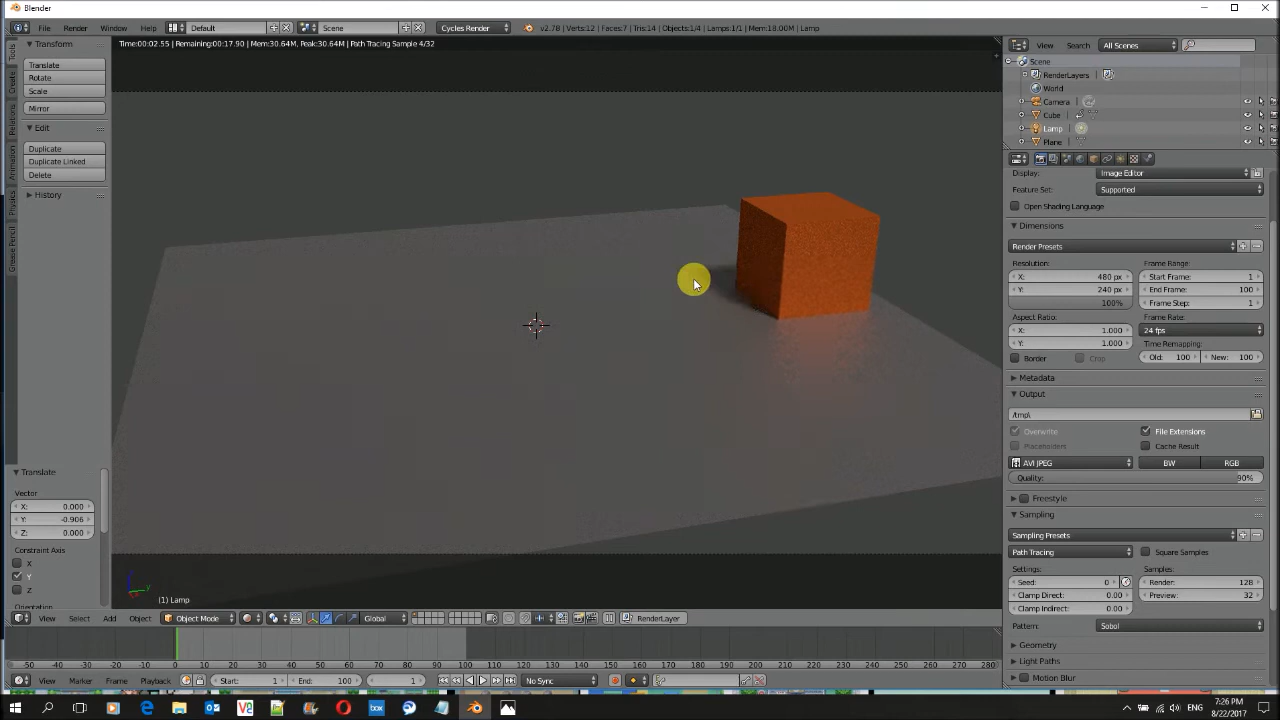 Blender
File Render Window Help Default Scene Cycles Render v2.78 | Verts:12 | Faces:7 | Tris:14 | Objects:1/4 | Lamps:1/1 | Mem:18.00M | Lamp
Time:00:02.55 | Remaining:00:17.90 | Mem:30.64M, Peak:30.64M | Path Tracing Sample 4/32
View Search All Scenes
Transform
Translate
Rotate
Scale
Mirror
Edit
Duplicate
Duplicate Linked
Delete
History
Tools
Create
Relations
Animation
Physics
Grease Pencil
Scene
RenderLayers
World
Camera
Cube
Lamp
Plane
Display: Image Editor
Feature Set: Supported
Open Shading Language
Dimensions
Render Presets
Resolution: Frame Range:
X: 480 px Start Frame: 1
Y: 240 px End Frame: 100
100% Frame Step: 1
Aspect Ratio: Frame Rate:
X: 1.000 24 fps
Y: 1.000 Time Remapping:
Border Crop Old: 100 New: 100
Metadata
Output
/tmp\
Overwrite File Extensions
Placeholders Cache Result
AVI JPEG BW RGB
Quality: 90%
Freestyle
Sampling
Sampling Presets
Path Tracing Square Samples
Settings: Samples:
Seed: 0 Render: 128
Clamp Direct: 0.00 Preview: 32
Clamp Indirect: 0.00
Pattern: Sobol
Geometry
Light Paths
Motion Blur
Translate
Vector
X: 0.000
Y: -0.906
Z: 0.000
Constraint Axis
X
Y
Z
Orientation
(1) Lamp
View Select Add Object Object Mode Global RenderLayer
-50 -40 -30 -20 -10 0 10 20 30 40 50 60 70 80 90 100 110 120 130 140 150 160 170 180 190 200 210 220 230 240 250 260 270 280
View Marker Frame Playback Start: 1 End: 100 1 No Sync
ENG 7:26 PM
8/22/2017